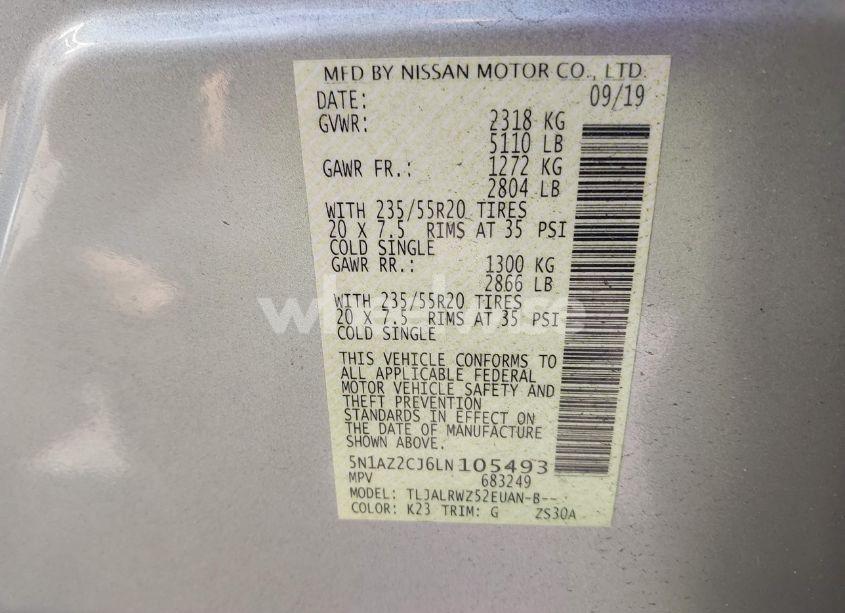 MFD BY NISSAN MOTOR CO., LTD.
DATE: 09/19
GVWR: 2318 KG
5110 LB
GAWR FR.: 1272 KG
2804 LB
WITH 235/55R20 TIRES
20 X 7.5 RIMS AT 35 PSI
COLD SINGLE
GAWR RR.: 1300 KG
2866 LB
WITH 235/55R20 TIRES
20 X 7.5 RIMS AT 35 PSI
COLD SINGLE
THIS VEHICLE CONFORMS TO
ALL APPLICABLE FEDERAL
MOTOR VEHICLE SAFETY AND
THEFT PREVENTION
STANDARDS IN EFFECT ON
THE DATE OF MANUFACTURE
SHOWN ABOVE.
5N1AZ2CJ6LN105493
MPV 683249
MODEL: TLJALRWZ52EUAN-B--
COLOR: K23 TRIM: G ZS30A